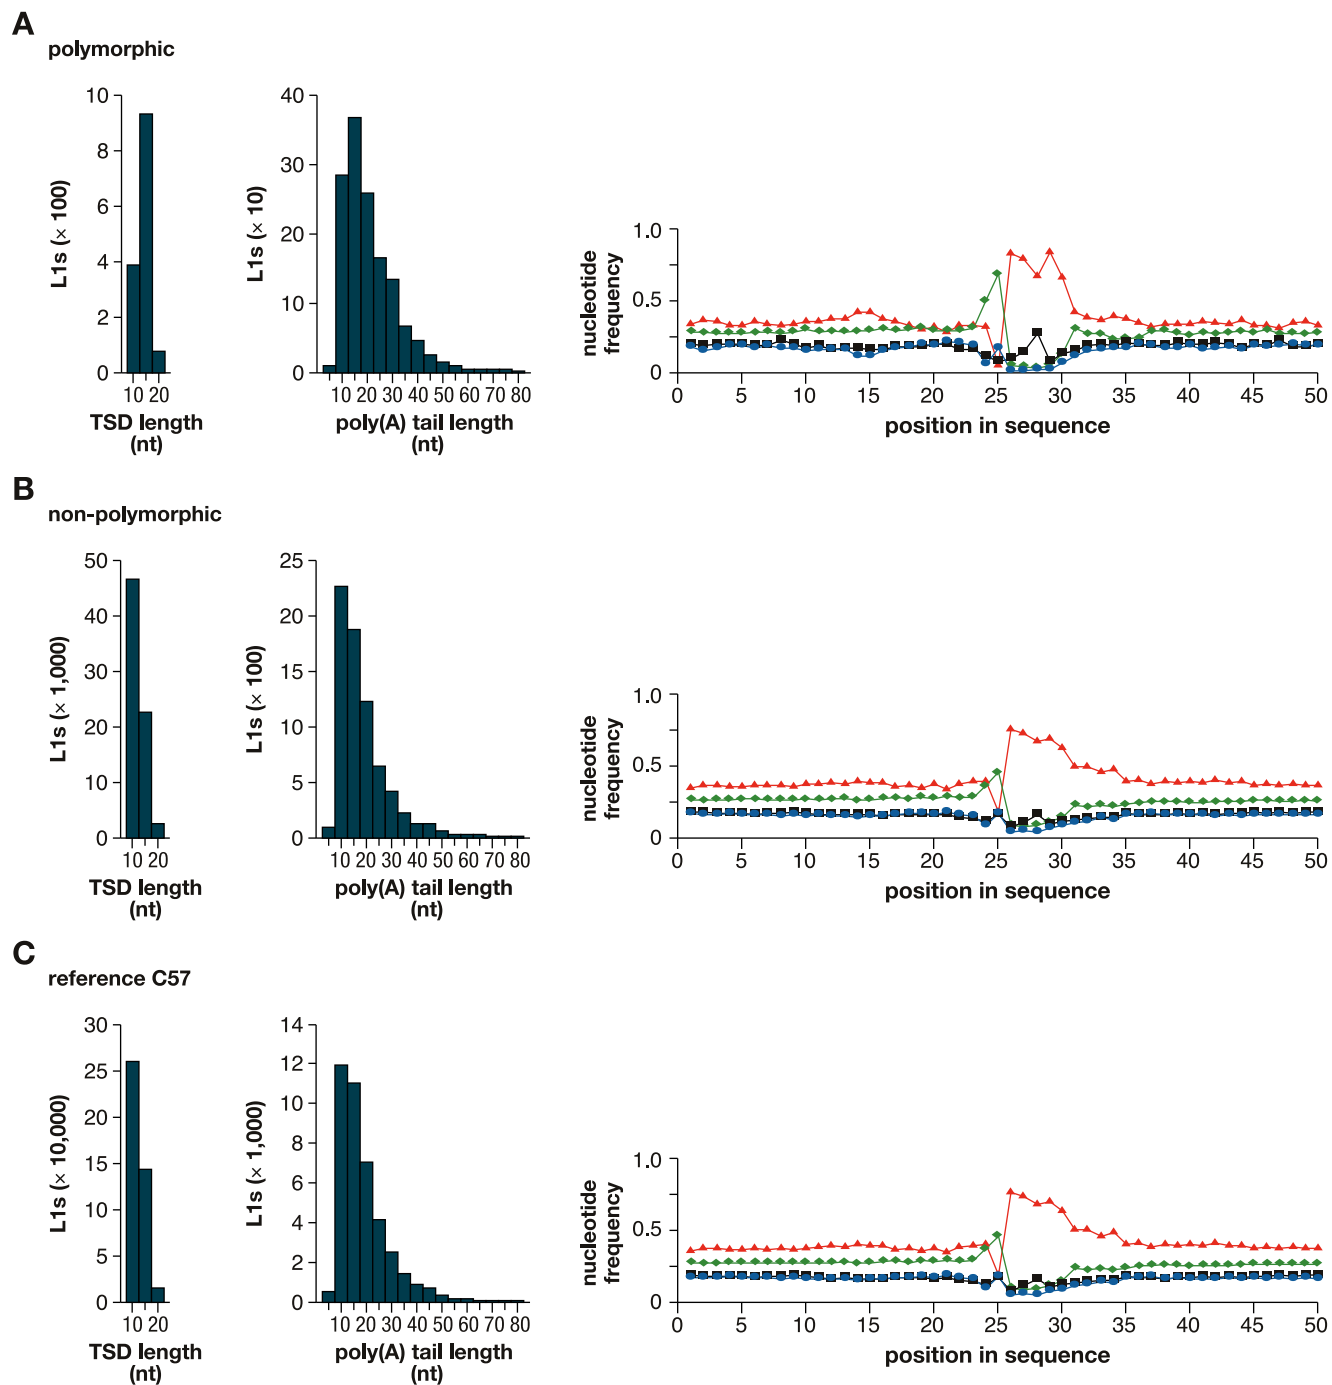 A
polymorphic
10
8
6
4
2
0
L1s (× 100)
10 20
TSD length
(nt)
40
30
20
10
0
L1s (× 10)
10 20 30 40 50 60 70 80
poly(A) tail length
(nt)
1.0
0.5
0
nucleotide
frequency
0 5 10 15 20 25 30 35 40 45 50
position in sequence
B
non-polymorphic
50
40
30
20
10
0
L1s (× 1,000)
10 20
TSD length
(nt)
25
20
15
10
5
0
L1s (× 100)
10 20 30 40 50 60 70 80
poly(A) tail length
(nt)
1.0
0.5
0
nucleotide
frequency
0 5 10 15 20 25 30 35 40 45 50
position in sequence
C
reference C57
30
25
20
15
10
5
0
L1s (× 10,000)
10 20
TSD length
(nt)
14
12
10
8
6
4
2
0
L1s (× 1,000)
10 20 30 40 50 60 70 80
poly(A) tail length
(nt)
1.0
0.5
0
nucleotide
frequency
0 5 10 15 20 25 30 35 40 45 50
position in sequence